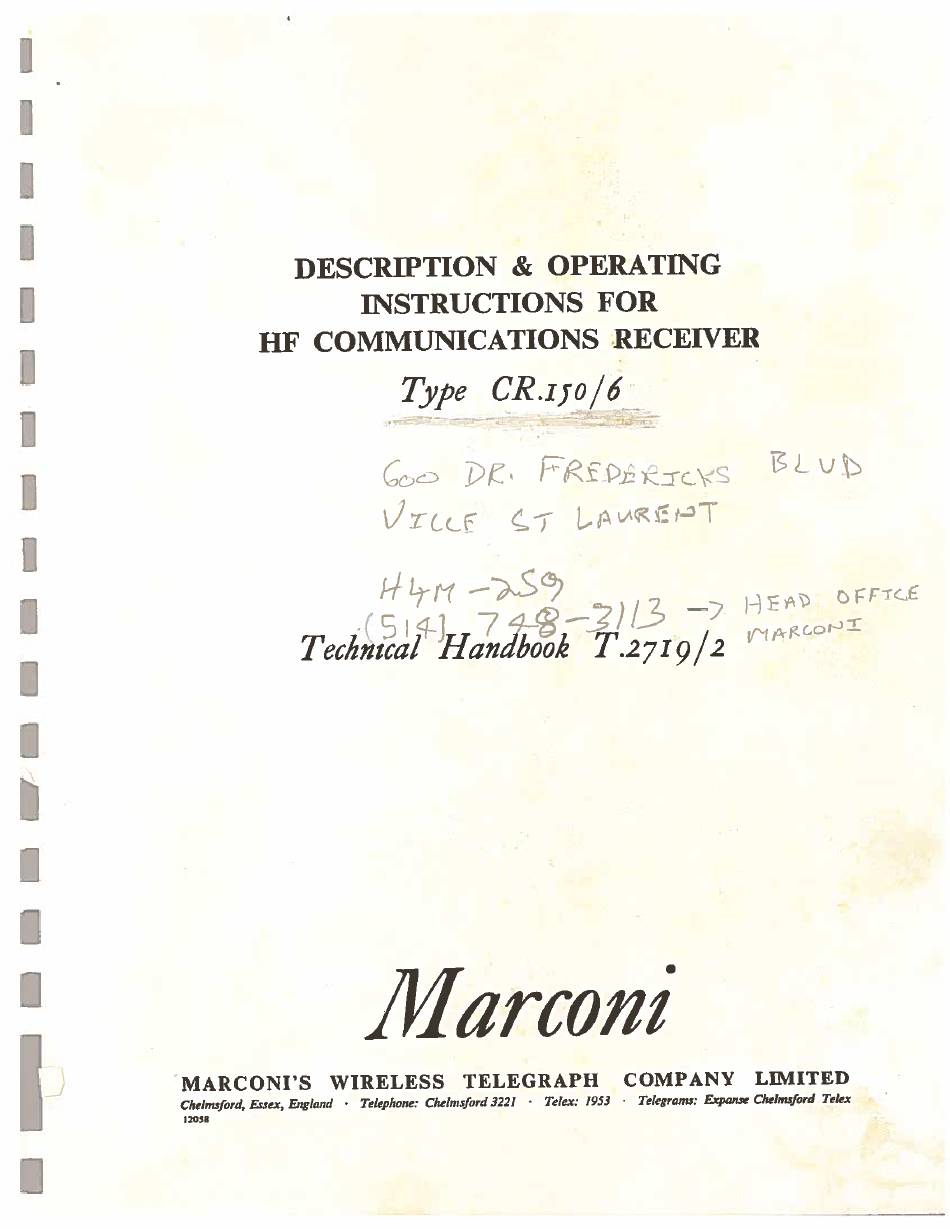 DESCRIPTION & OPERATING
INSTRUCTIONS FOR
HF COMMUNICATIONS RECEIVER
Type CR.150/6
600 DR. FREDERICKS BLVD
VILLE ST LAURENT
H4M-2S9
(514) 748-3113 → HEAD OFFICE
MARCONI
Technical Handbook T.2719/2
Marconi
MARCONI'S WIRELESS TELEGRAPH COMPANY LIMITED
Chelmsford, Essex, England · Telephone: Chelmsford 3221 · Telex: 1953 · Telegrams: Expanse Chelmsford Telex
12058